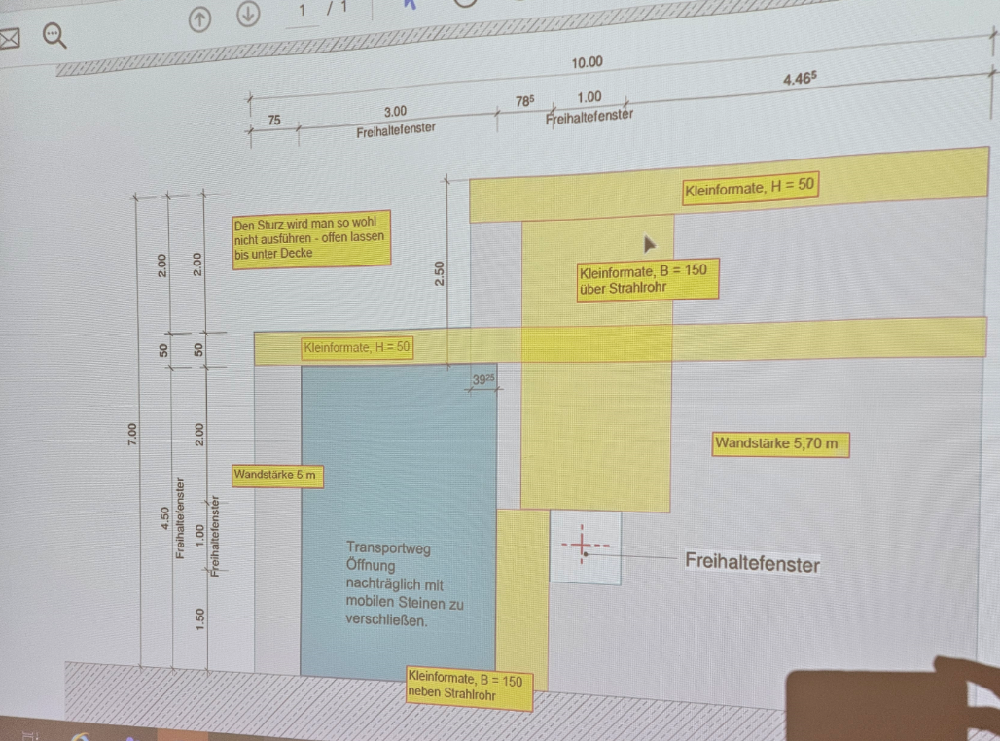 1 / 1
10.00
75
3.00
78⁵
1.00
4.46⁵
Freihaltefenster
Freihaltefenster
Den Sturz wird man so wohl
nicht ausführen - offen lassen
bis unter Decke
Kleinformate, H = 50
Kleinformate, B = 150
über Strahlrohr
2.50
2.00
2.00
50
50
Kleinformate, H = 50
39²⁵
7.00
4.50
Freihaltefenster
2.00
1.00
Freihaltefenster
1.50
Wandstärke 5 m
Wandstärke 5,70 m
Transportweg
Öffnung
nachträglich mit
mobilen Steinen zu
verschließen.
Freihaltefenster
Kleinformate, B = 150
neben Strahlrohr